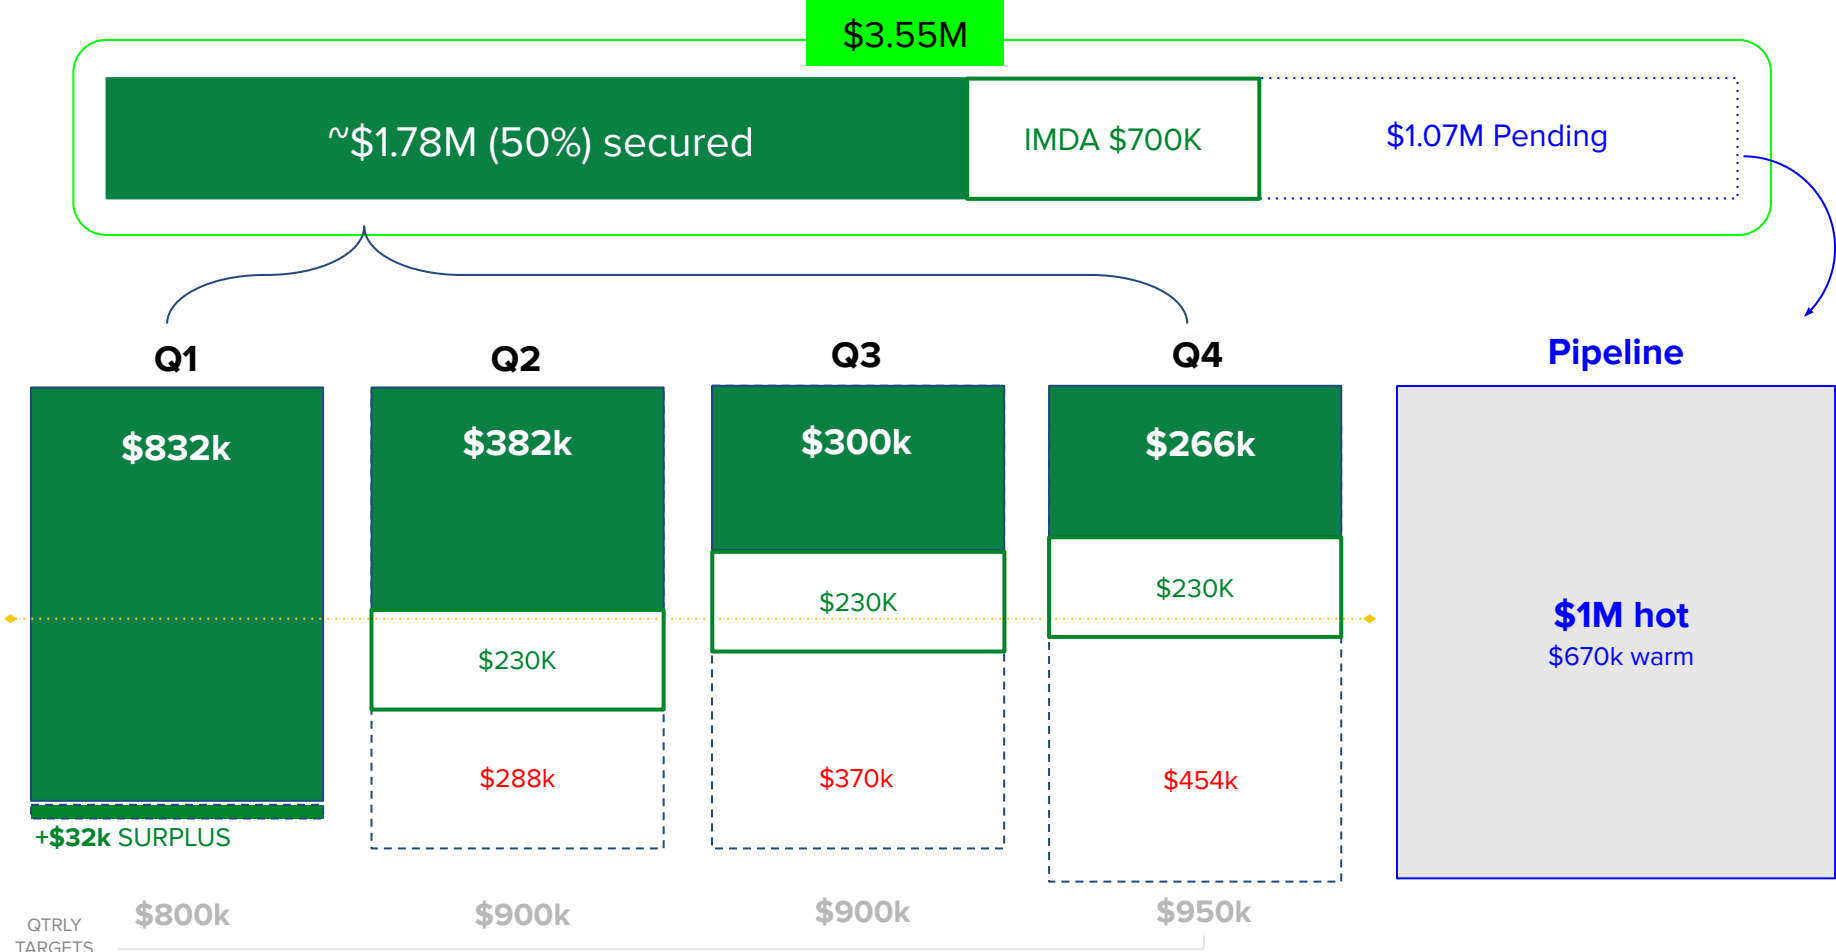 $3.55M
~$1.78M (50%) secured
IMDA $700K
$1.07M Pending
Q1
Q2
Q3
Q4
Pipeline
$832k
$382k
$300k
$266k
$230K
$230K
$230K
$1M hot
$670k warm
$288k
$370k
$454k
+$32k SURPLUS
$800k
$900k
$900k
$950k
QTRLY
TARGETS